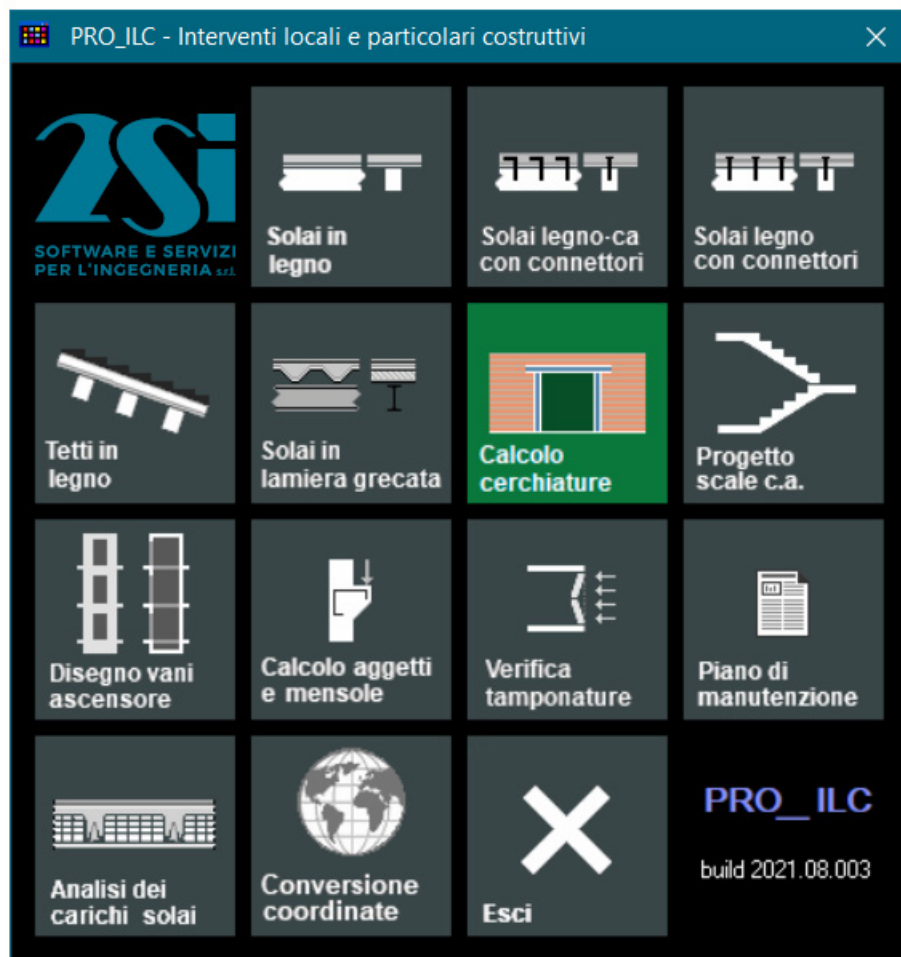 PRO_ILC - Interventi locali e particolari costruttivi
2Si
SOFTWARE E SERVIZI
PER L'INGEGNERIA s.r.l.
Solai in
legno
Solai legno-ca
con connettori
Solai legno
con connettori
Tetti in
legno
Solai in
lamiera grecata
Calcolo
cerchiature
Progetto
scale c.a.
Disegno vani
ascensore
Calcolo aggetti
e mensole
Verifica
tamponature
Piano di
manutenzione
Analisi dei
carichi solai
Conversione
coordinate
Esci
PRO_ILC
build 2021.08.003